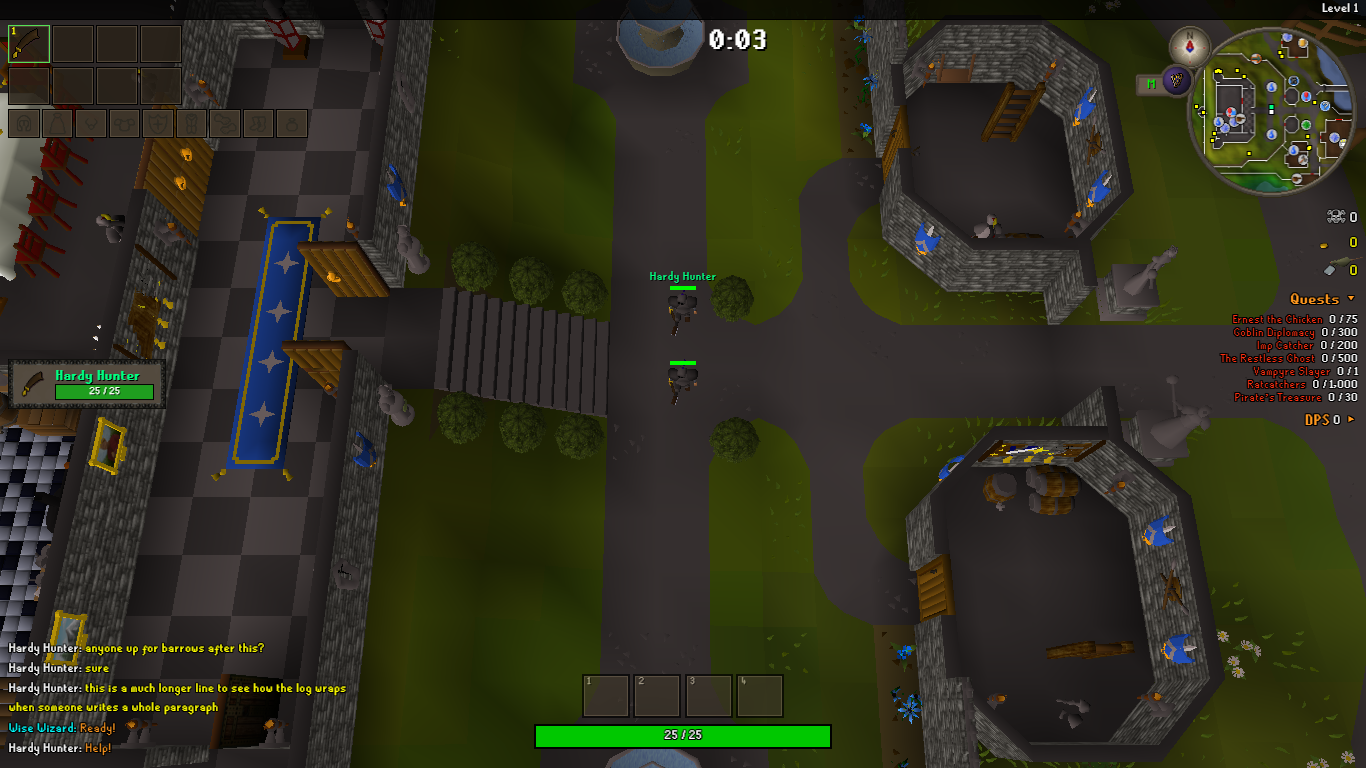 Level 1
1
0:03
N
M
0
0
0
Hardy Hunter
Quests
Ernest the Chicken 0 / 75
Goblin Diplomacy 0 / 300
Imp Catcher 0 / 200
The Restless Ghost 0 / 500
Vampyre Slayer 0 / 1
Ratcatchers 0 / 1,000
Pirate's Treasure 0 / 30
DPS 0
Hardy Hunter
25 / 25
Hardy Hunter: anyone up for barrows after this?
Hardy Hunter: sure
Hardy Hunter: this is a much longer line to see how the log wraps
when someone writes a whole paragraph
Wise Wizard: Ready!
Hardy Hunter: Help!
1 2 3 4
25 / 25